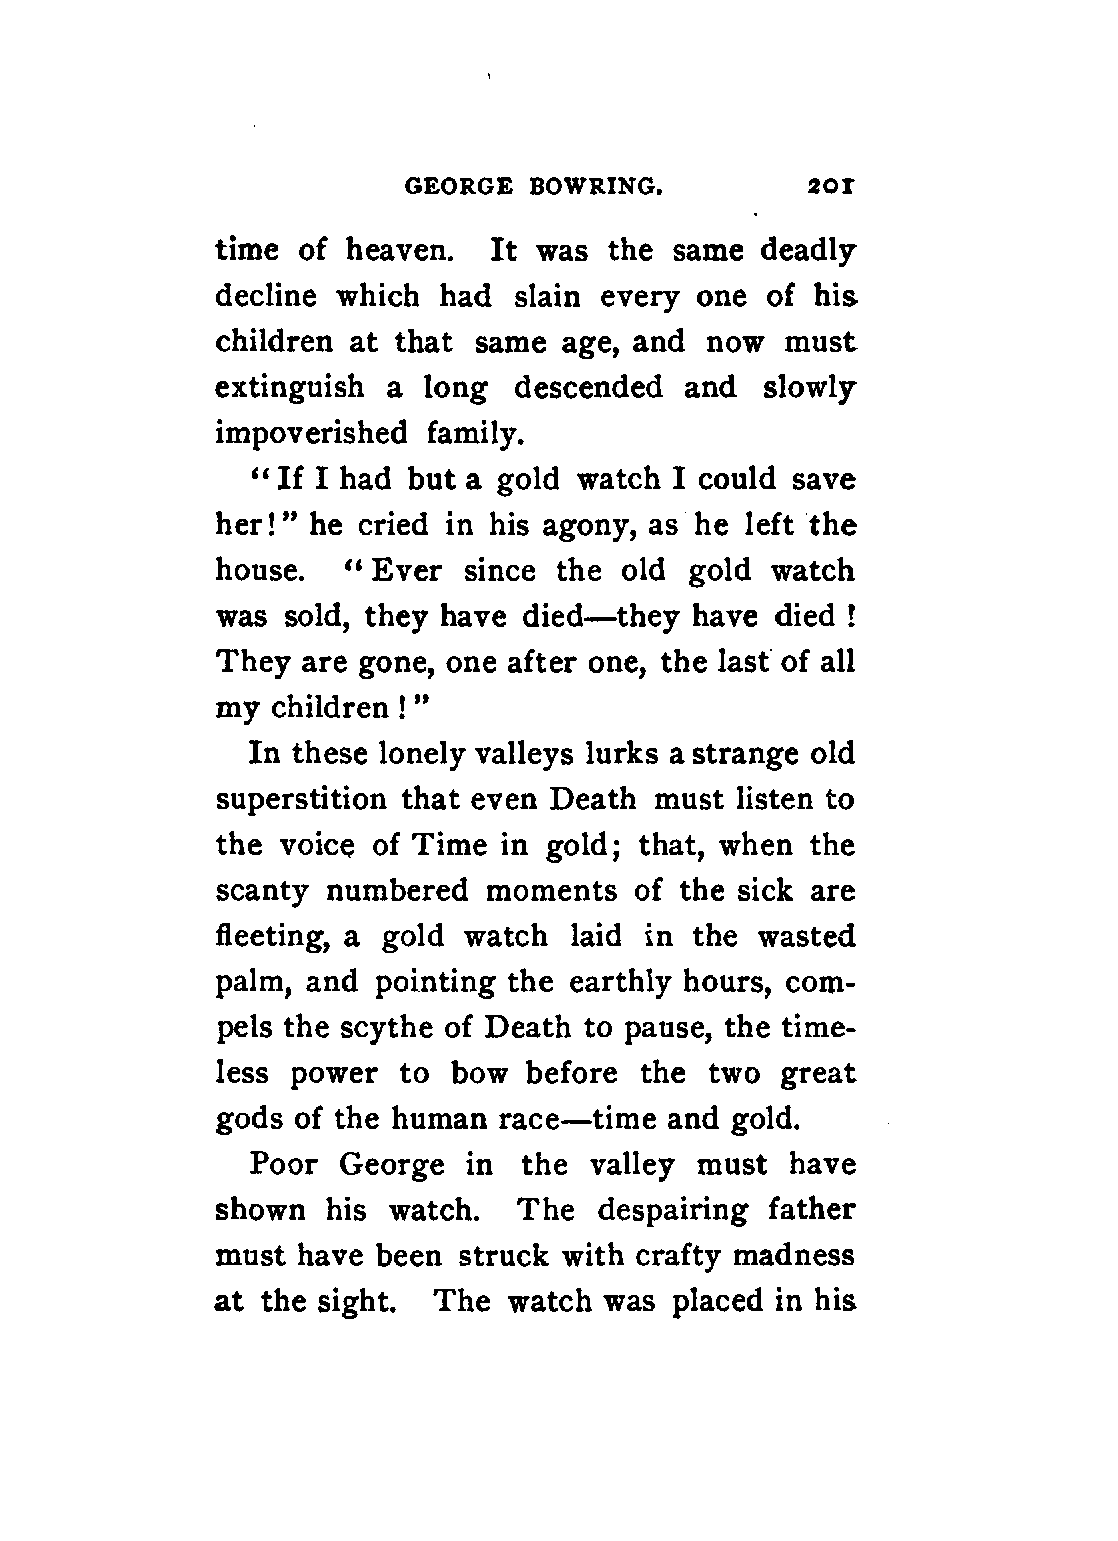 GEORGE BOWRING. 201
time of heaven. It was the same deadly
decline which had slain every one of his
children at that same age, and now must
extinguish a long descended and slowly
impoverished family.
“If I had but a gold watch I could save
her!” he cried in his agony, as he left the
house. “Ever since the old gold watch
was sold, they have died—they have died!
They are gone, one after one, the last of all
my children!”
In these lonely valleys lurks a strange old
superstition that even Death must listen to
the voice of Time in gold; that, when the
scanty numbered moments of the sick are
fleeting, a gold watch laid in the wasted
palm, and pointing the earthly hours, com-
pels the scythe of Death to pause, the time-
less power to bow before the two great
gods of the human race—time and gold.
Poor George in the valley must have
shown his watch. The despairing father
must have been struck with crafty madness
at the sight. The watch was placed in his